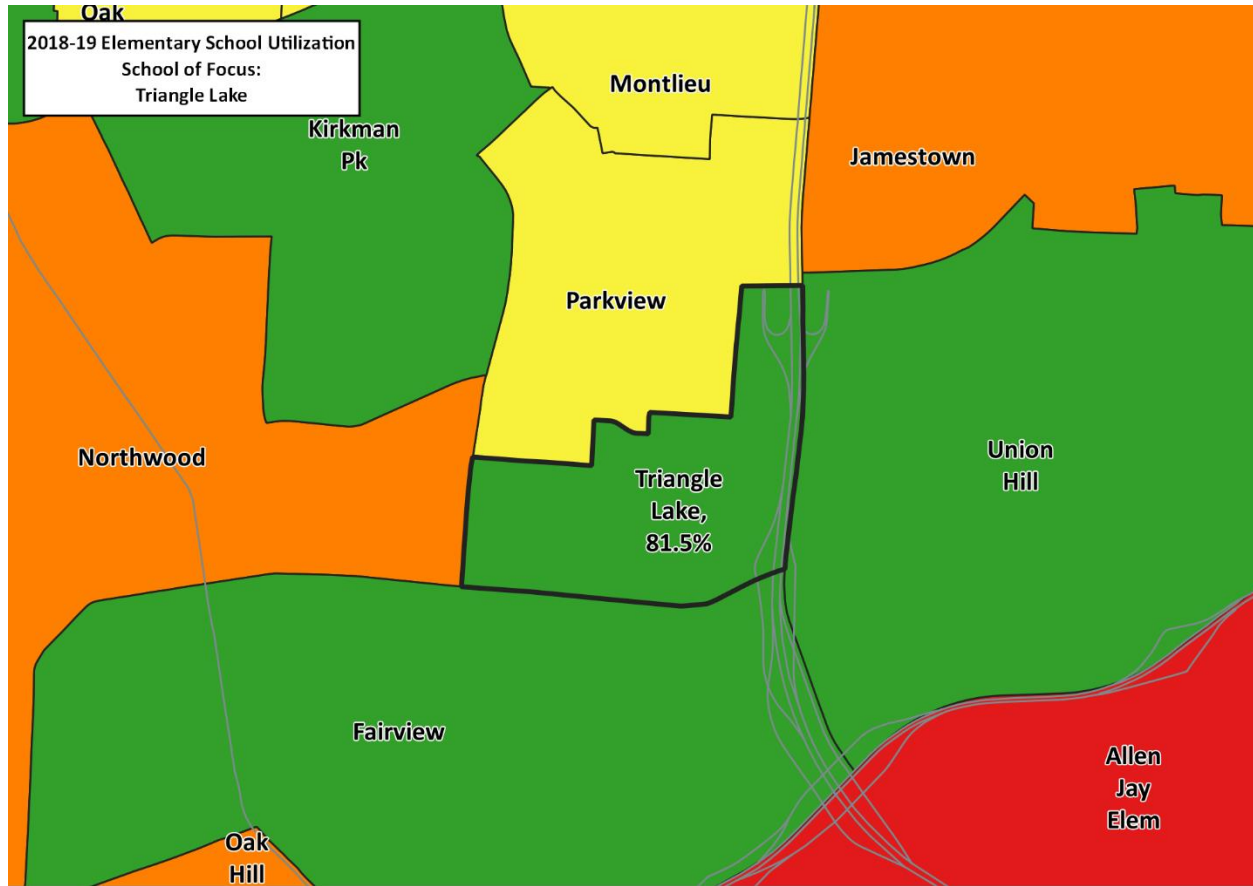 Oak
2018-19 Elementary School Utilization
School of Focus:
Triangle Lake
Montlieu
Kirkman
Pk
Jamestown
Parkview
Northwood
Union
Hill
Triangle
Lake,
81.5%
Fairview
Allen
Jay
Elem
Oak
Hill